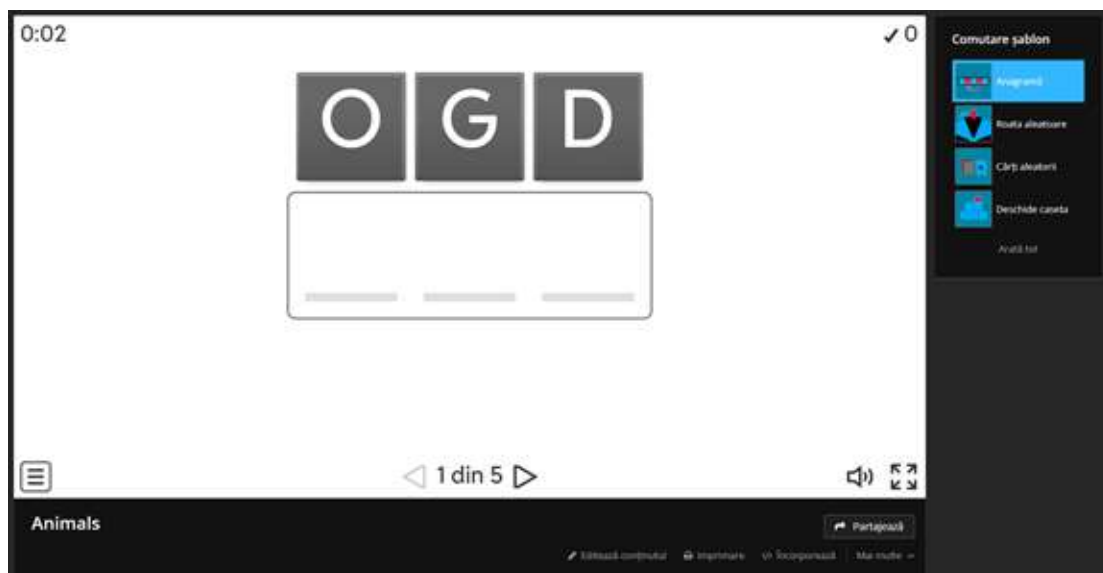 0:02
✓ 0
O G D
1 din 5
Animals
Partajează
Editează conținutul
Imprimare
Încorporează
Mai multe
Comutare șablon
Anagramă
Roata aleatoare
Cărți aleatorii
Deschide caseta
Arată tot